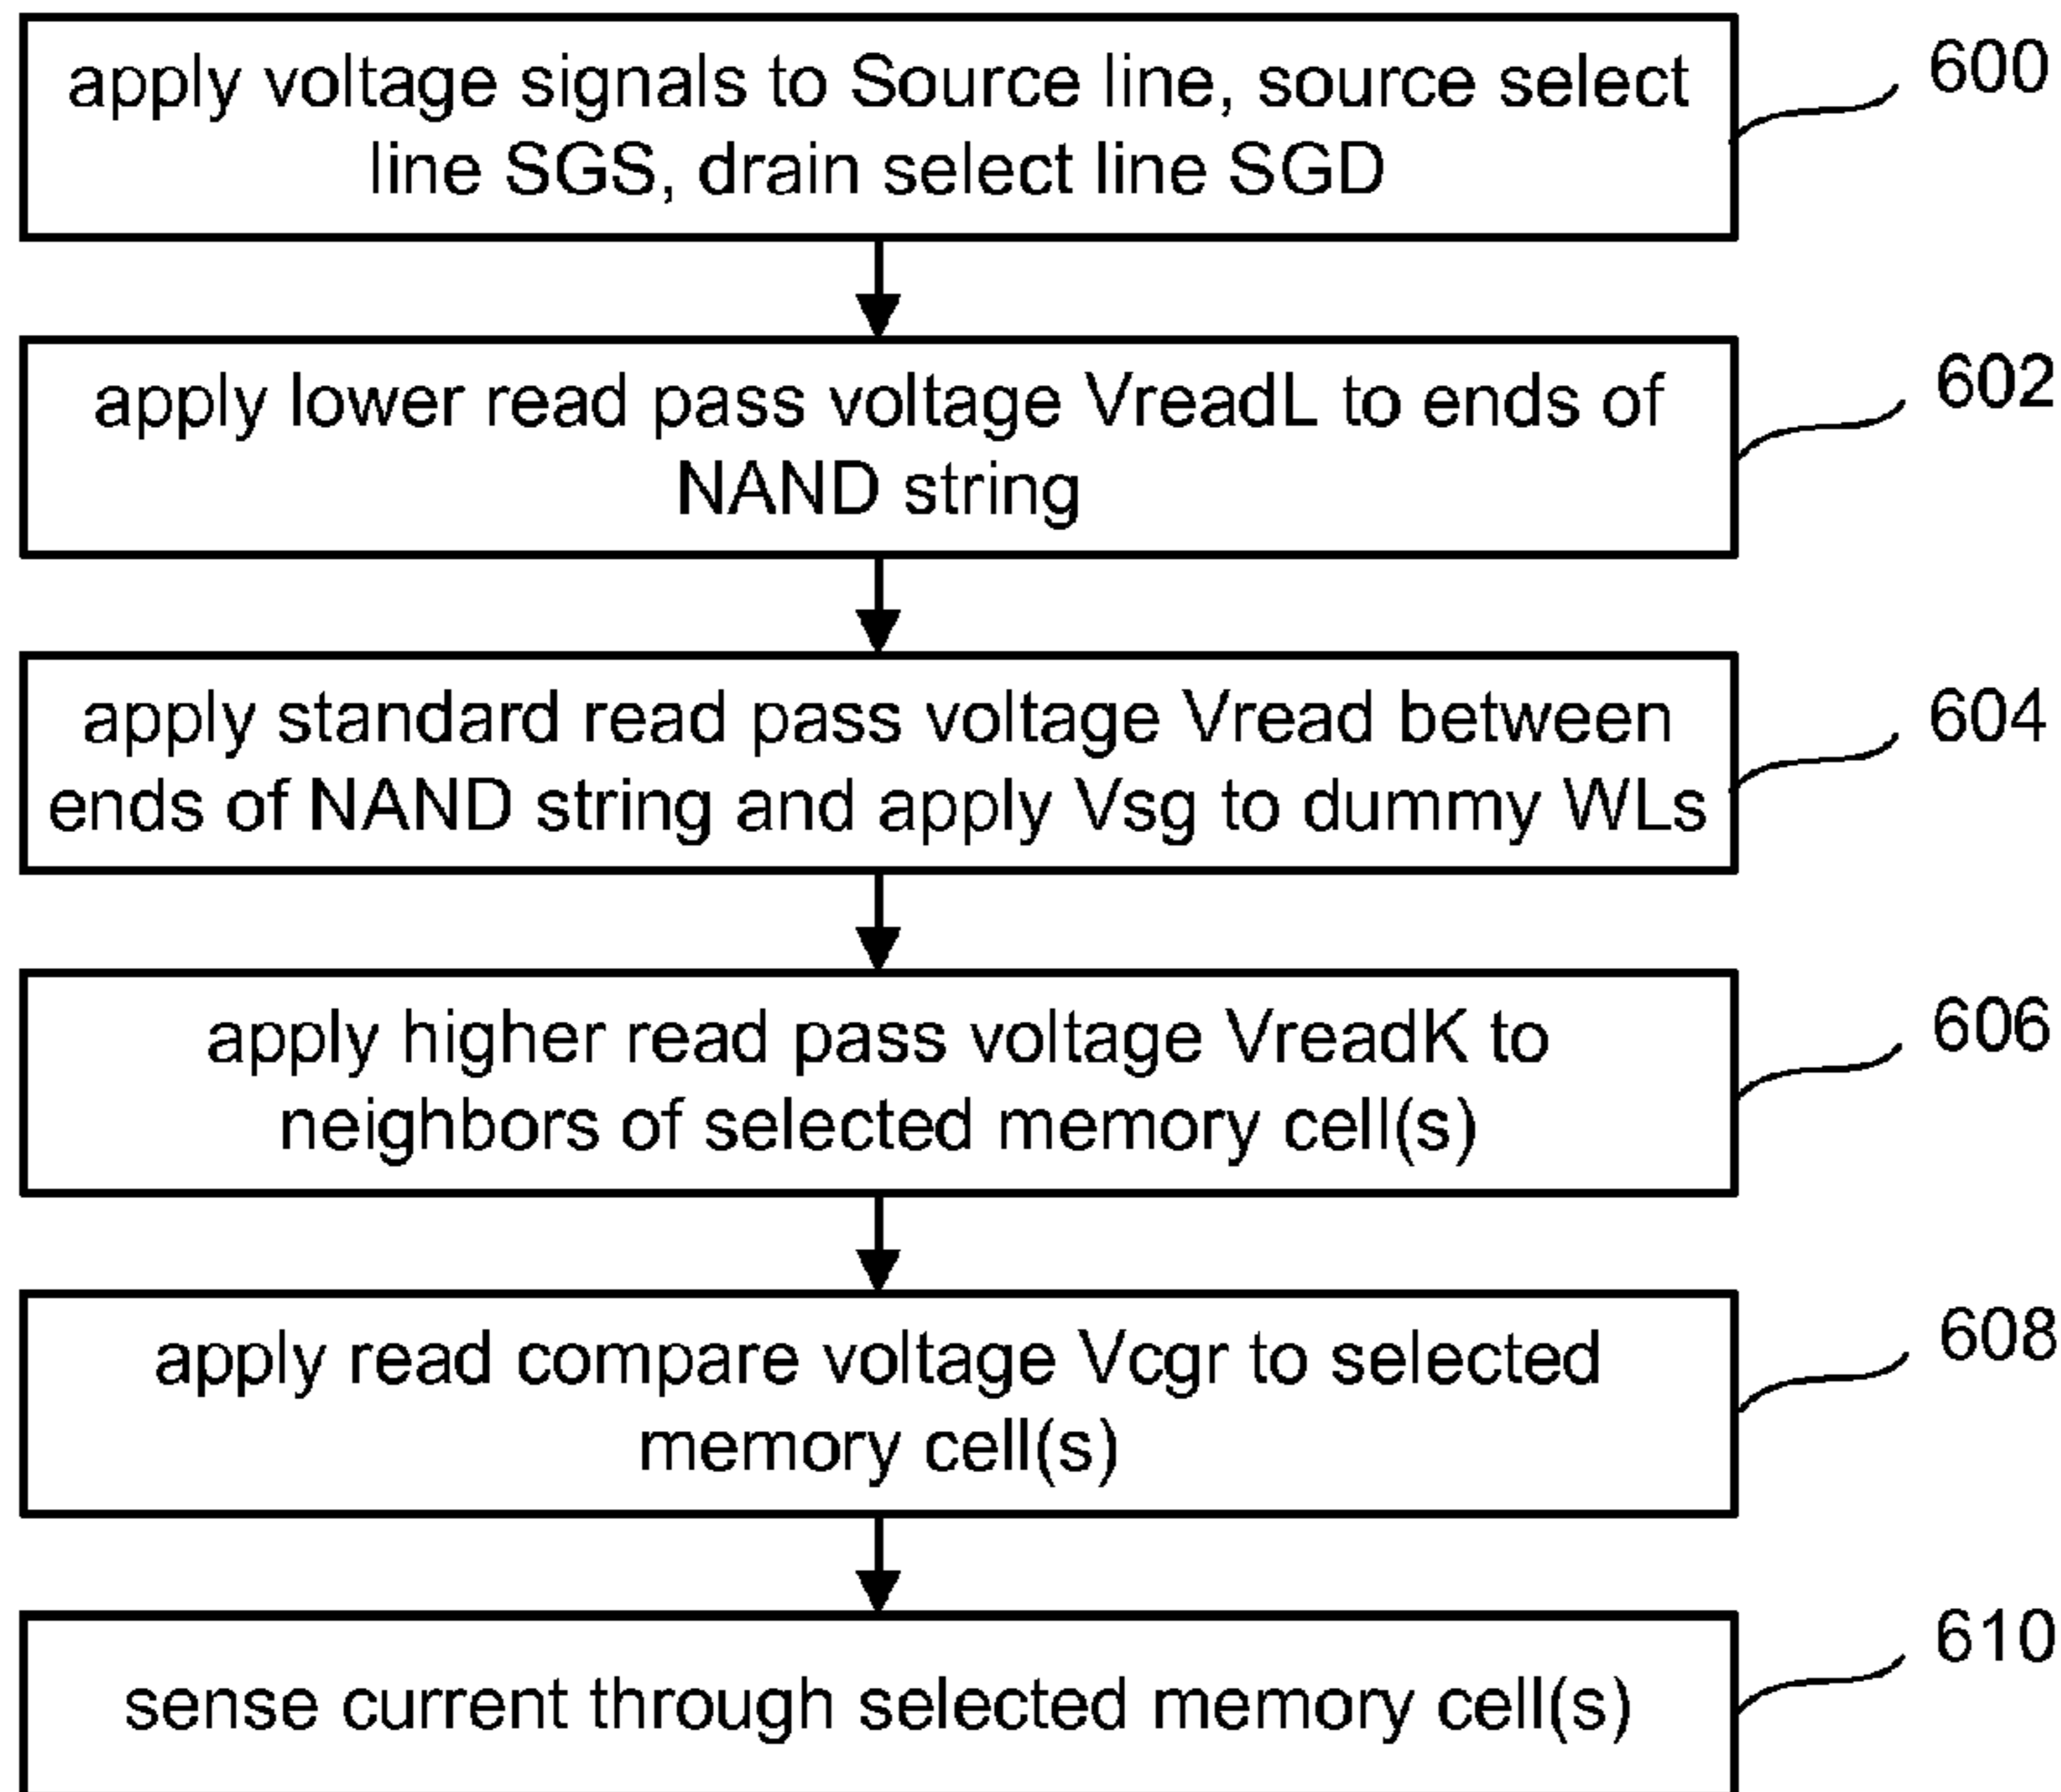 apply voltage signals to Source line, source select
line SGS, drain select line SGD
600
apply lower read pass voltage VreadL to ends of
NAND string
602
apply standard read pass voltage Vread between
ends of NAND string and apply Vsg to dummy WLs
604
apply higher read pass voltage VreadK to
neighbors of selected memory cell(s)
606
apply read compare voltage Vcgr to selected
memory cell(s)
608
sense current through selected memory cell(s)
610